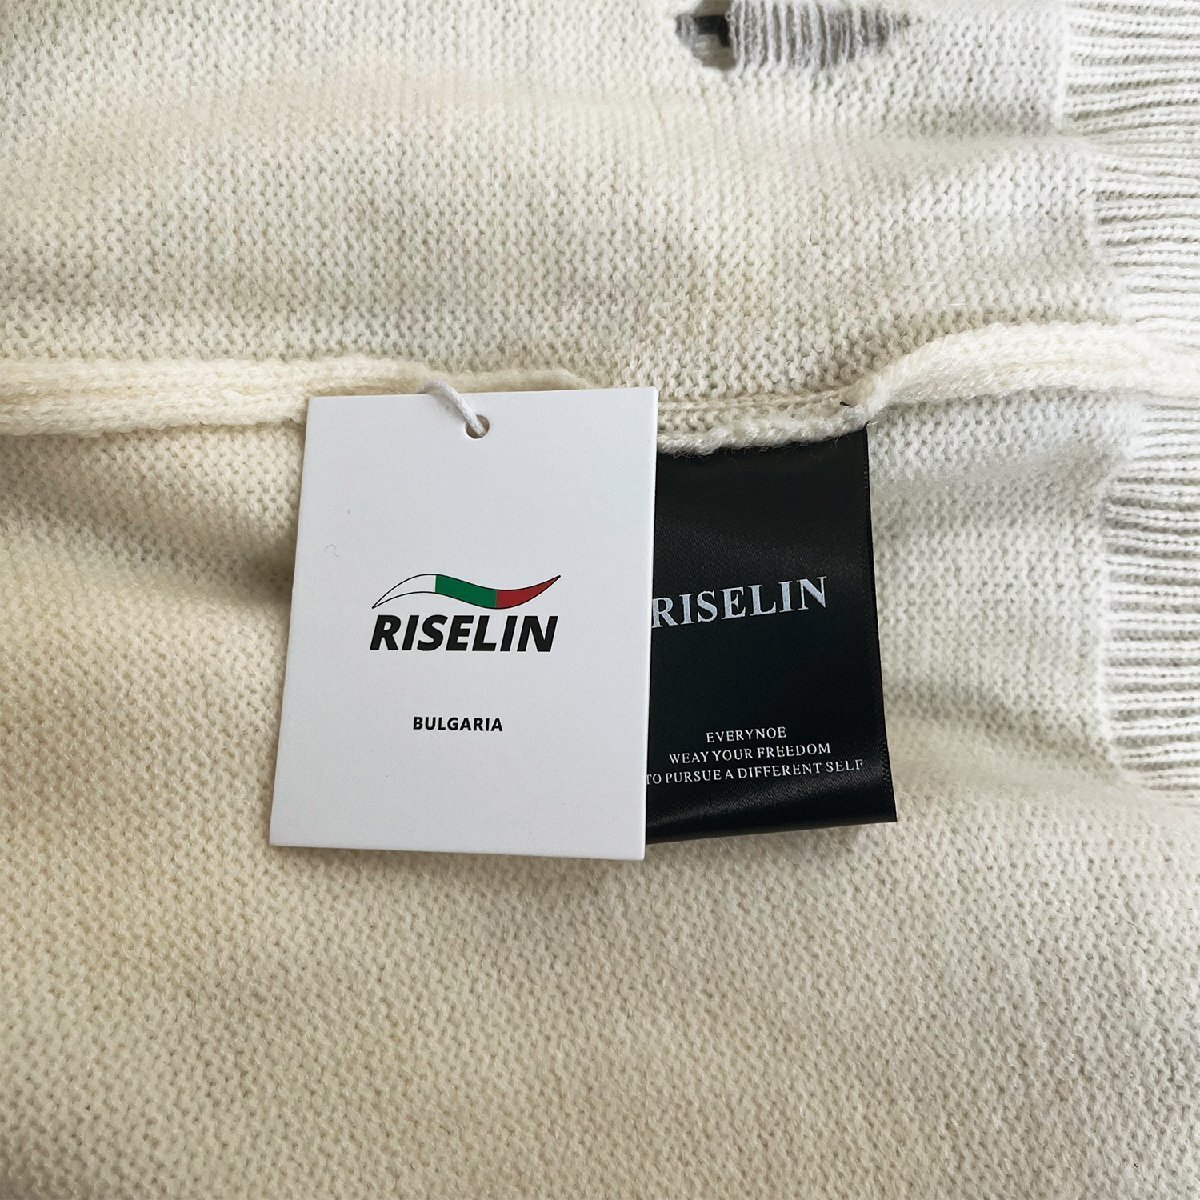 RISELIN
BULGARIA
RISELIN
EVERYNOE
WEAY YOUR FREEDOM
TO PURSUE A DIFFERENT SELF